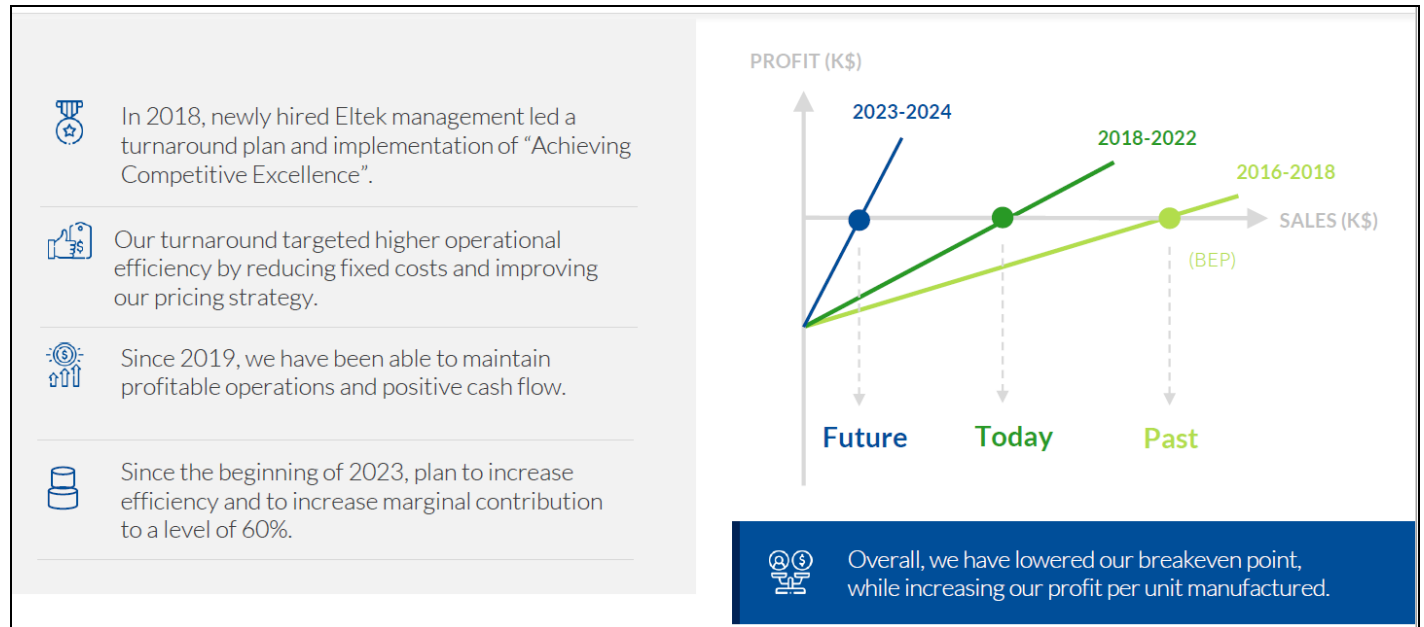 In 2018, newly hired Eltek management led a
turnaround plan and implementation of “Achieving
Competitive Excellence”.
Our turnaround targeted higher operational
efficiency by reducing fixed costs and improving
our pricing strategy.
Since 2019, we have been able to maintain
profitable operations and positive cash flow.
Since the beginning of 2023, plan to increase
efficiency and to increase marginal contribution
to a level of 60%.
PROFIT (K$)
2023-2024
2018-2022
2016-2018
SALES (K$)
(BEP)
Future
Today
Past
Overall, we have lowered our breakeven point,
while increasing our profit per unit manufactured.